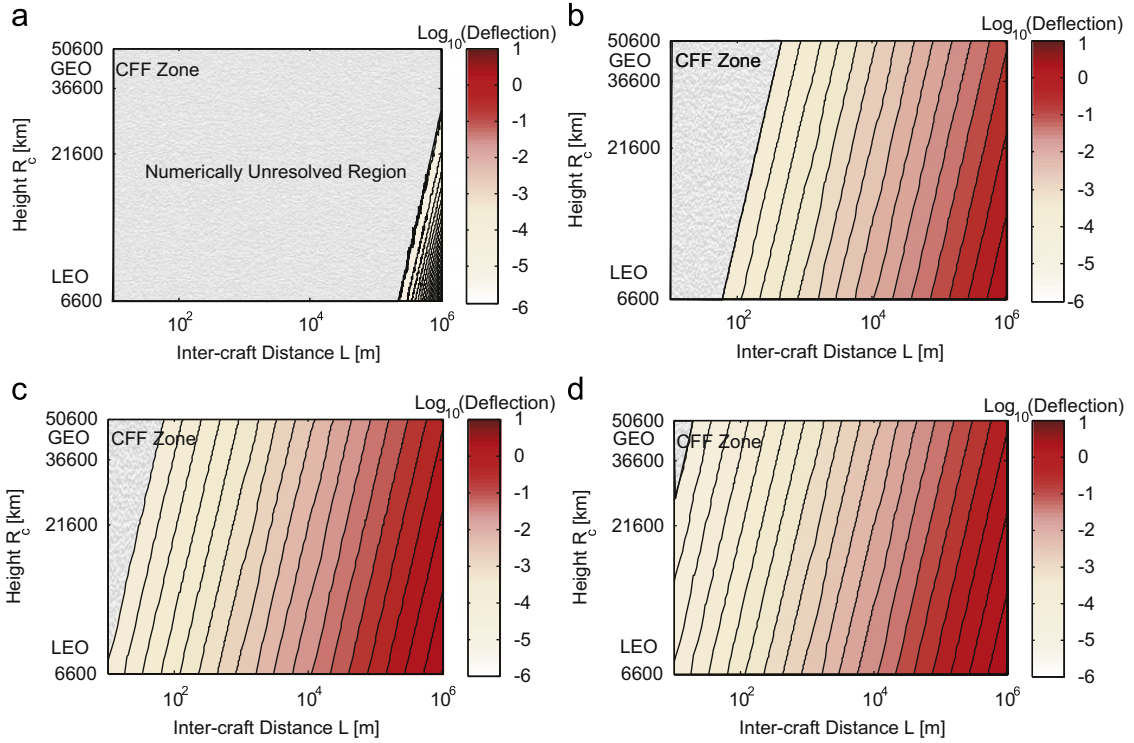 a
Log10(Deflection)
50600
GEO
36600
21600
LEO
6600
CFF Zone
Numerically Unresolved Region
Height Rc [km]
10^2
10^4
10^6
Inter-craft Distance L [m]
1
0
-1
-2
-3
-4
-5
-6
b
Log10(Deflection)
50600
GEO
36600
21600
LEO
6600
CFF Zone
Height Rc [km]
10^2
10^4
10^6
Inter-craft Distance L [m]
1
0
-1
-2
-3
-4
-5
-6
c
Log10(Deflection)
50600
GEO
36600
21600
LEO
6600
CFF Zone
Height Rc [km]
10^2
10^4
10^6
Inter-craft Distance L [m]
1
0
-1
-2
-3
-4
-5
-6
d
Log10(Deflection)
50600
GEO
36600
21600
LEO
6600
CFF Zone
Height Rc [km]
10^2
10^4
10^6
Inter-craft Distance L [m]
1
0
-1
-2
-3
-4
-5
-6